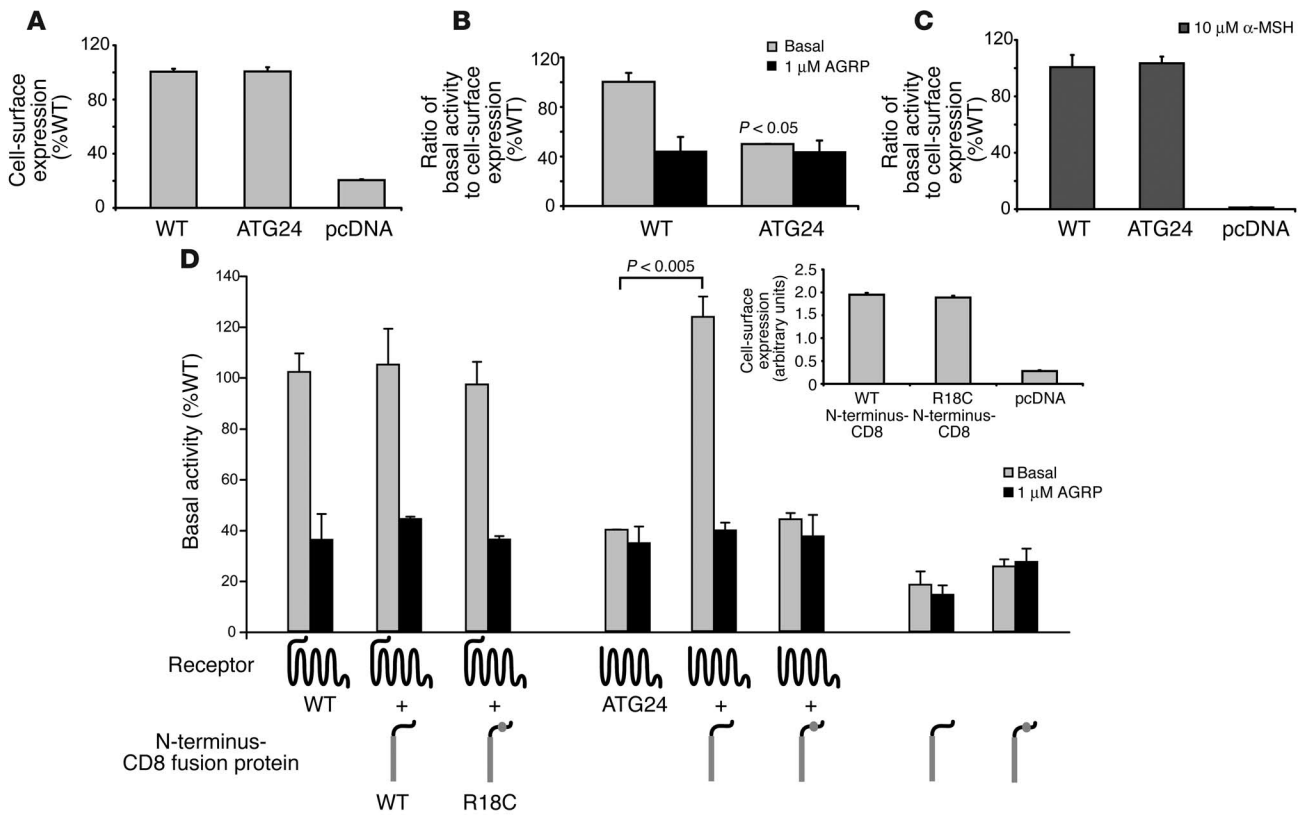 A
Cell-surface
expression
(%WT)
120
80
40
0
WT
ATG24
pcDNA
B
Basal
1 μM AGRP
Ratio of
basal activity
to cell-surface
expression
(%WT)
120
80
40
0
P < 0.05
WT
ATG24
C
10 μM α-MSH
Ratio of
basal activity
to cell-surface
expression
(%WT)
120
80
40
0
WT
ATG24
pcDNA
D
Basal activity (%WT)
140
120
100
80
60
40
20
0
P < 0.005
Cell-surface
expression
(arbitrary units)
2.5
2.0
1.5
1.0
0.5
0
WT
N-terminus-
CD8
R18C
N-terminus-
CD8
pcDNA
Basal
1 μM AGRP
Receptor
WT
+
+
ATG24
+
+
N-terminus-
CD8 fusion protein
WT
R18C